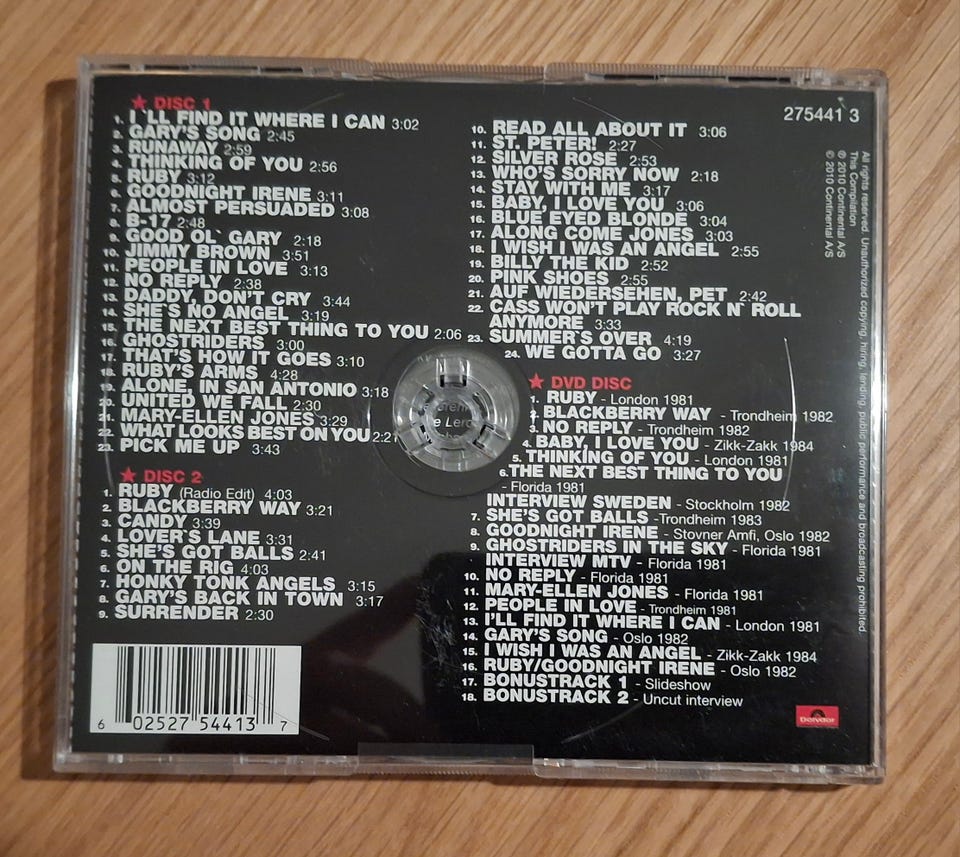 ★ DISC 1
1. I´LL FIND IT WHERE I CAN 3:02
2. GARY'S SONG 2:45
3. RUNAWAY 2:59
4. THINKING OF YOU 2:56
5. RUBY 3:12
6. GOODNIGHT IRENE 3:11
7. ALMOST PERSUADED 3:08
8. B-17 2:48
9. GOOD OL´ GARY 2:18
10. JIMMY BROWN 3:51
11. PEOPLE IN LOVE 3:13
12. NO REPLY 2:38
13. DADDY, DON'T CRY 3:44
14. SHE'S NO ANGEL 3:19
15. THE NEXT BEST THING TO YOU 2:06
16. GHOSTRIDERS 3:00
17. THAT'S HOW IT GOES 3:10
18. RUBY'S ARMS 4:28
19. ALONE, IN SAN ANTONIO 3:18
20. UNITED WE FALL 2:30
21. MARY-ELLEN JONES 3:29
22. WHAT LOOKS BEST ON YOU
23. PICK ME UP 3:43
★ DISC 2
1. RUBY (Radio Edit) 4:03
2. BLACKBERRY WAY 3:21
3. CANDY 3:39
4. LOVER'S LANE 3:31
5. SHE'S GOT BALLS 2:41
6. ON THE RIG 4:03
7. HONKY TONK ANGELS 3:15
8. GARY'S BACK IN TOWN 3:17
9. SURRENDER 2:30
10. READ ALL ABOUT IT 3:06
11. ST. PETER! 2:27
12. SILVER ROSE 2:53
13. WHO'S SORRY NOW 2:18
14. STAY WITH ME 3:17
15. BABY, I LOVE YOU 3:06
16. BLUE EYED BLONDE 3:04
17. ALONG COME JONES 3:03
18. I WISH I WAS AN ANGEL 2:55
19. BILLY THE KID 2:52
20. PINK SHOES 2:55
21. AUF WIEDERSEHEN, PET 2:42
22. CASS WON'T PLAY ROCK N´ ROLL
ANYMORE 3:33
23. SUMMER'S OVER 4:19
24. WE GOTTA GO 3:27
★ DVD DISC
1. RUBY - London 1981
2. BLACKBERRY WAY - Trondheim 1982
3. NO REPLY - Trondheim 1982
4. BABY, I LOVE YOU - Zikk-Zakk 1984
5. THINKING OF YOU - London 1981
6. THE NEXT BEST THING TO YOU
- Florida 1981
INTERVIEW SWEDEN - Stockholm 1982
7. SHE'S GOT BALLS - Trondheim 1983
8. GOODNIGHT IRENE - Stovner Amfi, Oslo 1982
9. GHOSTRIDERS IN THE SKY - Florida 1981
INTERVIEW MTV - Florida 1981
10. NO REPLY - Florida 1981
11. MARY-ELLEN JONES - Florida 1981
12. PEOPLE IN LOVE - Trondheim 1981
13. I'LL FIND IT WHERE I CAN - London 1981
14. GARY'S SONG - Oslo 1982
15. I WISH I WAS AN ANGEL - Zikk-Zakk 1984
16. RUBY/GOODNIGHT IRENE - Oslo 1982
17. BONUSTRACK 1 - Slideshow
18. BONUSTRACK 2 - Uncut interview
275441 3
All rights reserved. Unauthorized copying, hiring, lending, public performance and broadcasting prohibited.
This Compilation
℗ 2010 Continental A/S
© 2010 Continental A/S
6 02527 54413 7
Polydor